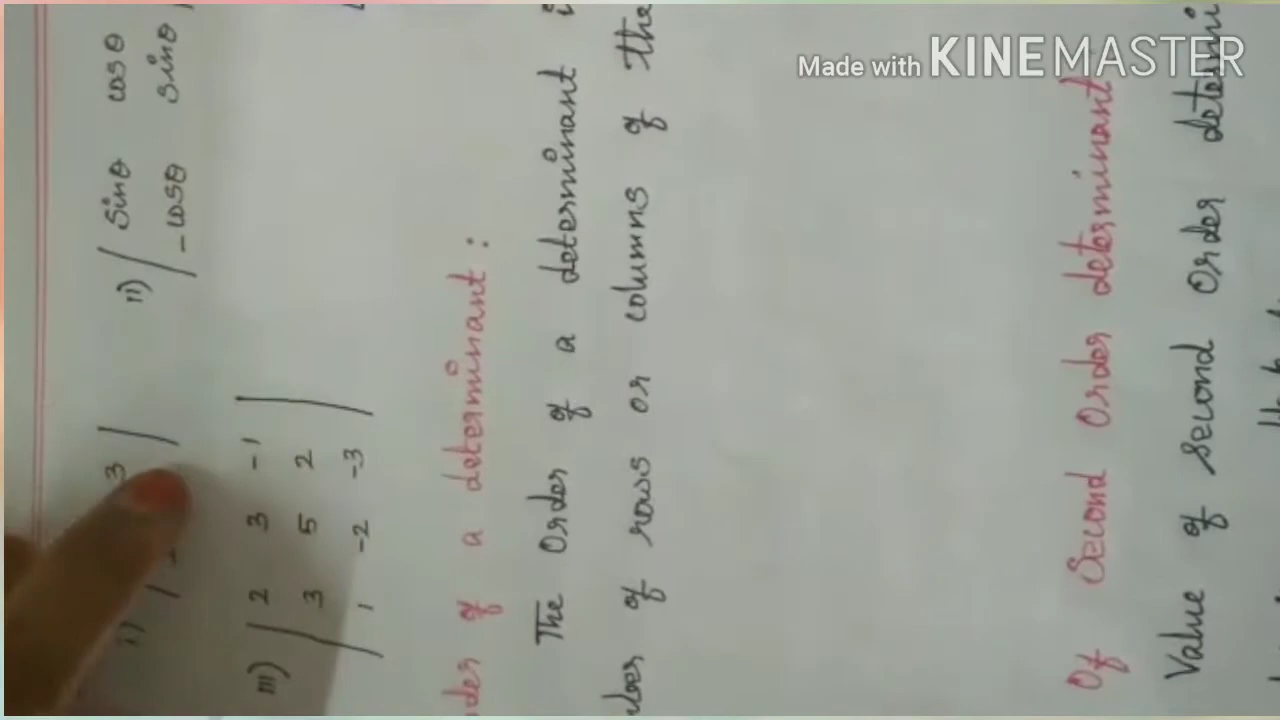 Made with KINEMASTER
i) | 3 |
ii) | sinθ cosθ
-cosθ sinθ |
iii) | 2 3 -1 |
3 5 2
1 -2 -3
of a determinant :
The Order of a determinant
of rows or columns of the
Of Second Order determinant
Value of second Order determi